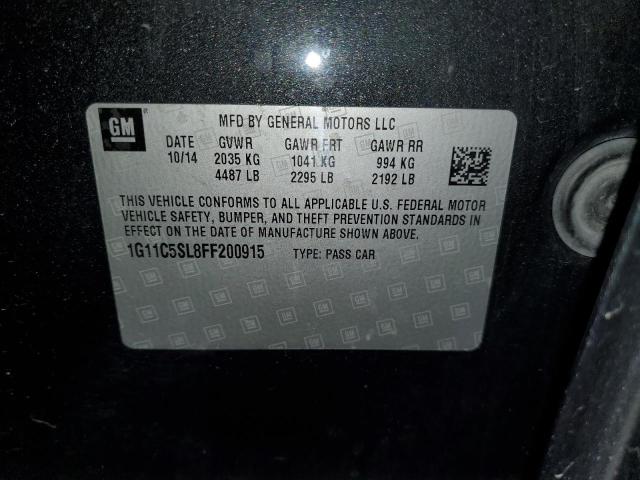 GM
MFD BY GENERAL MOTORS LLC
DATE GVWR GAWR FRT GAWR RR
10/14 2035 KG 1041 KG 994 KG
4487 LB 2295 LB 2192 LB
THIS VEHICLE CONFORMS TO ALL APPLICABLE U.S. FEDERAL MOTOR
VEHICLE SAFETY, BUMPER, AND THEFT PREVENTION STANDARDS IN
EFFECT ON THE DATE OF MANUFACTURE SHOWN ABOVE.
1G11C5SL8FF200915 TYPE: PASS CAR